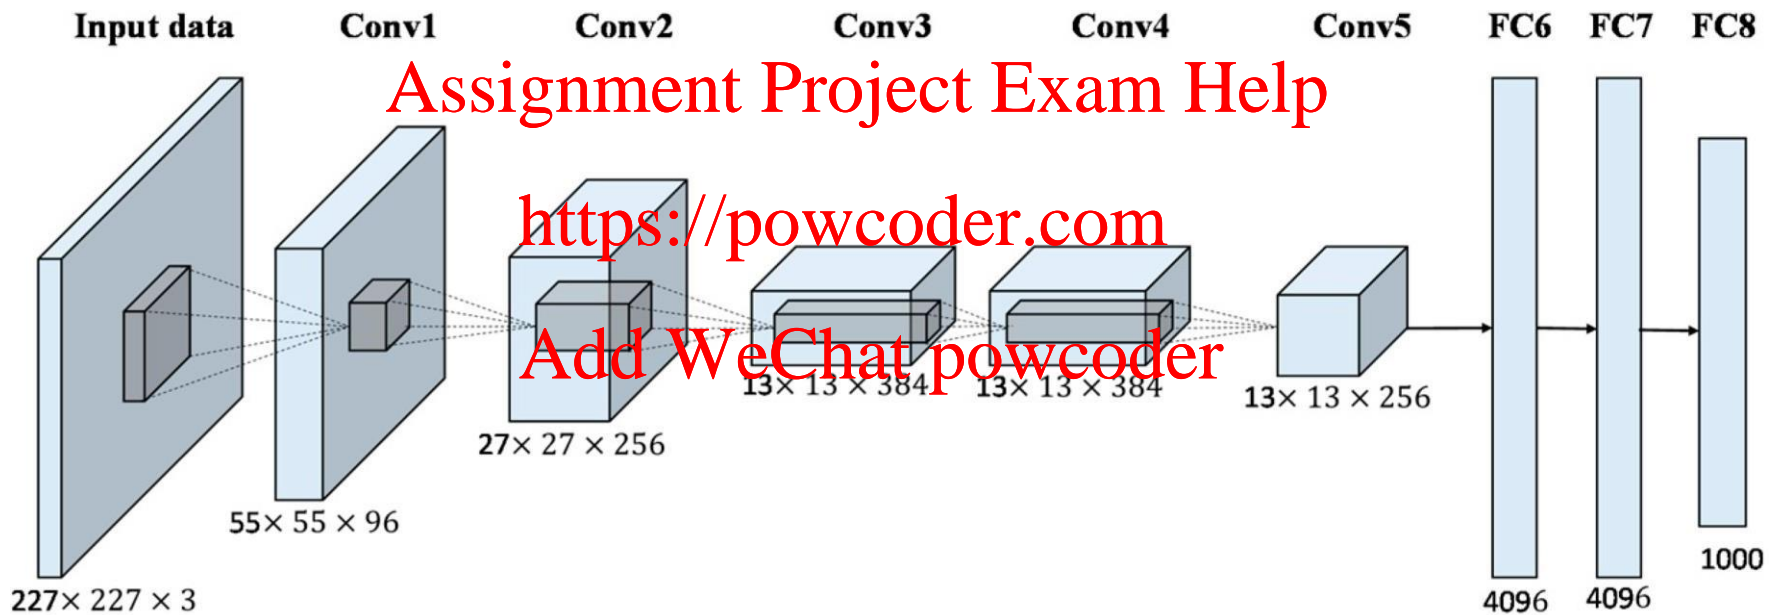 Input data Conv1 Conv2 Conv3 Conv4 Conv5 FC6 FC7 FC8
Assignment Project Exam Help
https://powcoder.com
Add WeChat powcoder
13× 13 × 384 13× 13 × 384 13× 13 × 256
27× 27 × 256
55× 55 × 96
1000
227× 227 × 3 4096 4096